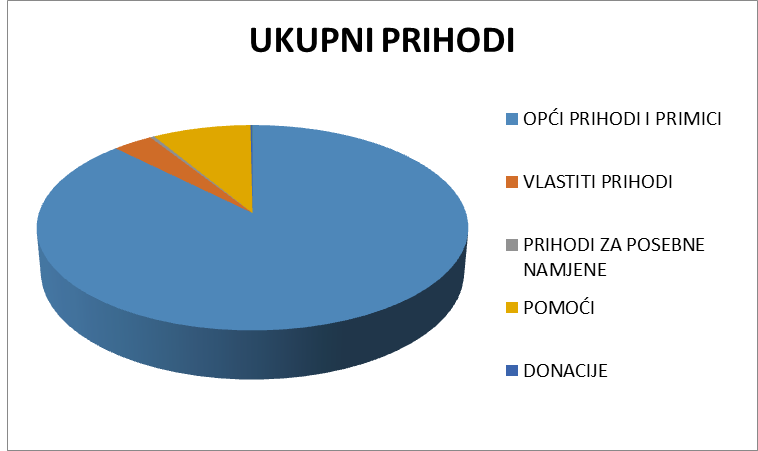 UKUPNI PRIHODI
OPĆI PRIHODI I PRIMICI
VLASTITI PRIHODI
PRIHODI ZA POSEBNE
NAMJENE
POMOĆI
DONACIJE